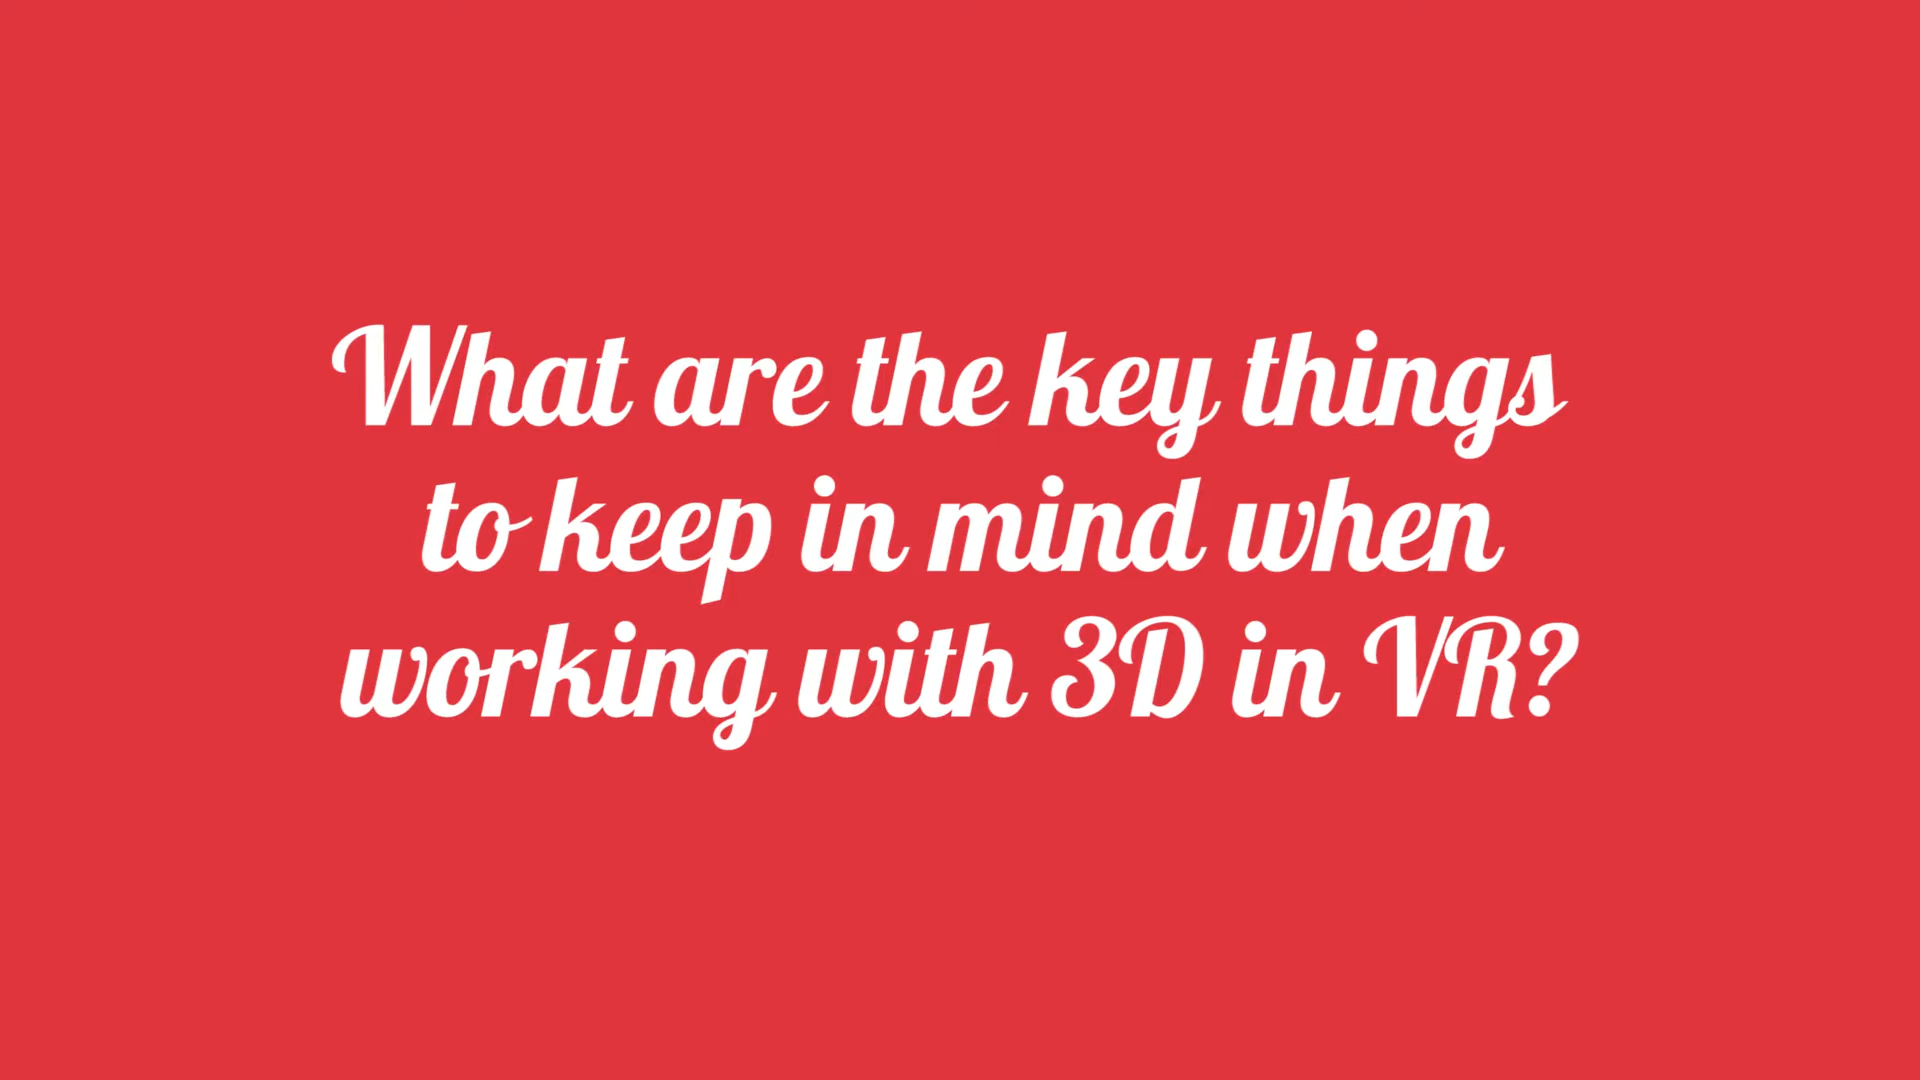 What are the key things
to keep in mind when
working with 3D in VR?